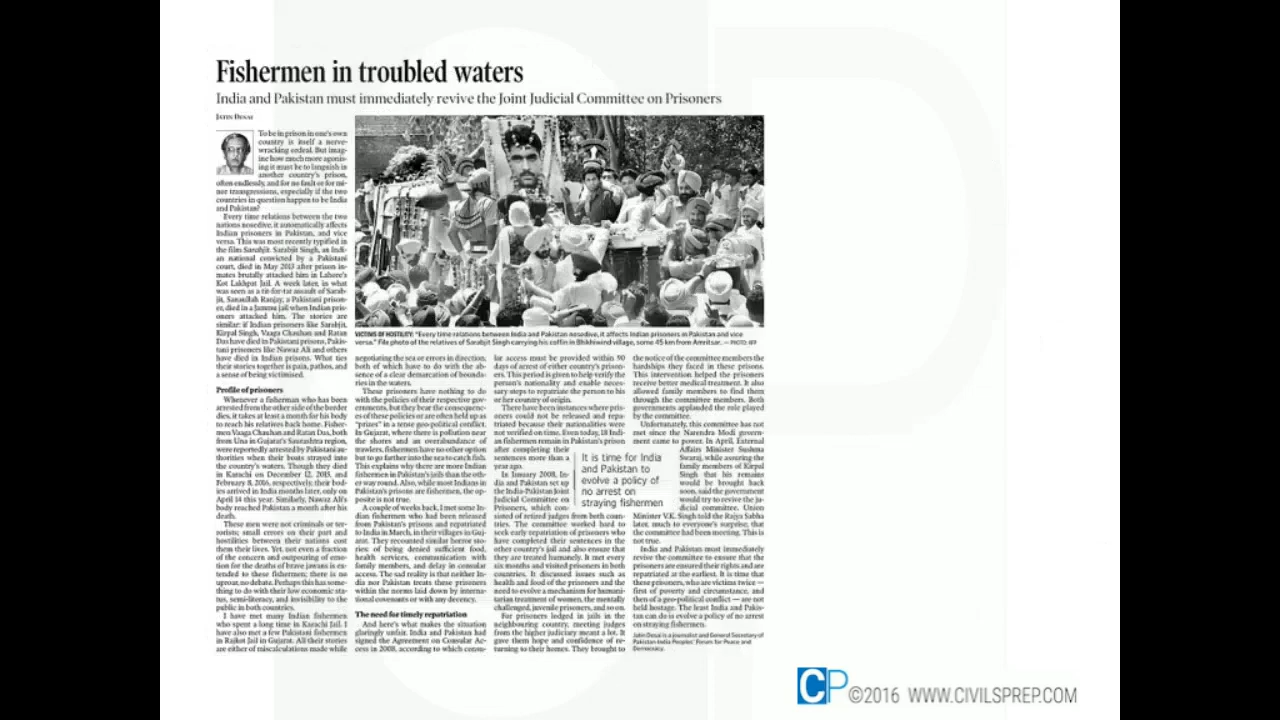 Fishermen in troubled waters
India and Pakistan must immediately revive the Joint Judicial Committee on Prisoners
JATIN DESAI
To be in prison in one's own
country is itself a nerve-
wracking ordeal. But imag-
ine how much more agonis-
ing it must be to languish in
another country's prison,
often endlessly, and for no fault or for mi-
nor transgressions, especially if the two
countries in question happen to be India
and Pakistan?
Every time relations between the two
nations nosedive, it automatically affects
Indian prisoners in Pakistan, and vice
versa. This was most recently typified in
the film Sarabjit. Sarabjit Singh, an Indi-
an national convicted by a Pakistani
court, died in May 2013 after prison in-
mates brutally attacked him in Lahore's
Kot Lakhpat Jail. A week later, in what
was seen as a tit-for-tat assault of Sarab-
jit, Sanaullah Ranjay, a Pakistani prison-
er, died in a Jammu jail when Indian pris-
oners attacked him. The stories are
similar: if Indian prisoners like Sarabjit,
Kirpal Singh, Vaaga Chauhan and Ratan
Das have died in Pakistani prisons, Pakis-
tani prisoners like Nawaz Ali and others
have died in Indian prisons. What ties
their stories together is pain, pathos, and
a sense of being victimised.
Profile of prisoners
Whenever a fisherman who has been
arrested from the other side of the border
dies, it takes at least a month for his body
to reach his relatives back home. Fisher-
men Vaaga Chauhan and Ratan Das, both
from Una in Gujarat's Saurashtra region,
were reportedly arrested by Pakistani au-
thorities when their boats strayed into
the country's waters. Though they died
in Karachi on December 12, 2015, and
February 8, 2016, respectively, their bod-
ies arrived in India months later, only on
April 14 this year. Similarly, Nawaz Ali's
body reached Pakistan a month after his
death.
These men were not criminals or ter-
rorists; small errors on their part and
hostilities between their nations cost
them their lives. Yet, not even a fraction
of the concern and outpouring of emo-
tion for the deaths of brave jawans is ex-
tended to these fishermen; there is no
uproar, no debate. Perhaps this has some-
thing to do with their low economic sta-
tus, semi-literacy, and invisibility to the
public in both countries.
I have met many Indian fishermen
who spent a long time in Karachi Jail. I
have also met a few Pakistani fishermen
in Rajkot Jail in Gujarat. All their stories
are either of miscalculations made while
VICTIMS OF HOSTILITY: "Every time relations between India and Pakistan nosedive, it affects Indian prisoners in Pakistan and vice
versa." File photo of the relatives of Sarabjit Singh carrying his coffin in Bhikhiwind village, some 45 km from Amritsar. — PHOTO: AFP
negotiating the sea or errors in direction,
both of which have to do with the ab-
sence of a clear demarcation of bounda-
ries in the waters.
These prisoners have nothing to do
with the policies of their respective gov-
ernments, but they bear the consequenc-
es of these policies or are often held up as
"prizes" in a tense geo-political conflict.
In Gujarat, where there is pollution near
the shores and an overabundance of
trawlers, fishermen have no other option
but to go farther into the sea to catch fish.
This explains why there are more Indian
fishermen in Pakistan's jails than the oth-
er way round. Also, while most Indians in
Pakistan's prisons are fishermen, the op-
posite is not true.
A couple of weeks back, I met some In-
dian fishermen who had been released
from Pakistan's prisons and repatriated
to India in March, in their villages in Guj-
arat. They recounted similar horror sto-
ries: of being denied sufficient food,
health services, communication with
family members, and delay in consular
access. The sad reality is that neither In-
dia nor Pakistan treats these prisoners
within the norms laid down by interna-
tional covenants or with any decency.
The need for timely repatriation
And here's what makes the situation
glaringly unfair. India and Pakistan had
signed the Agreement on Consular Ac-
cess in 2008, according to which consu-
lar access must be provided within 90
days of arrest of either country's prison-
ers. This period is given to help verify the
person's nationality and enable neces-
sary steps to repatriate the person to his
or her country of origin.
There have been instances where pris-
oners could not be released and repa-
triated because their nationalities were
not verified on time. Even today, 18 Indi-
an fishermen remain in Pakistan's prison
after completing their
sentences more than a
year ago.
In January 2008, In-
dia and Pakistan set up
the India-Pakistan Joint
Judicial Committee on
Prisoners, which con-
sisted of retired judges from both coun-
tries. The committee worked hard to
seek early repatriation of prisoners who
have completed their sentences in the
other country's jail and also ensure that
they are treated humanely. It met every
six months and visited prisoners in both
countries. It discussed issues such as
health and food of the prisoners and the
need to evolve a mechanism for humani-
tarian treatment of women, the mentally
challenged, juvenile prisoners, and so on.
For prisoners lodged in jails in the
neighbouring country, meeting judges
from the higher judiciary meant a lot. It
gave them hope and confidence of re-
turning to their homes. They brought to
It is time for India
and Pakistan to
evolve a policy of
no arrest on
straying fishermen
the notice of the committee members the
hardships they faced in these prisons.
This intervention helped the prisoners
receive better medical treatment. It also
allowed family members to find them
through the committee members. Both
governments applauded the role played
by the committee.
Unfortunately, this committee has not
met since the Narendra Modi govern-
ment came to power. In April, External
Affairs Minister Sushma
Swaraj, while assuring the
family members of Kirpal
Singh that his remains
would be brought back
soon, said the government
would try to revive the ju-
dicial committee. Union
Minister V.K. Singh told the Rajya Sabha
later, much to everyone's surprise, that
the committee had been meeting. This is
not true.
India and Pakistan must immediately
revive the committee to ensure that the
prisoners are ensured their rights and are
repatriated at the earliest. It is time that
these prisoners, who are victims twice —
first of poverty and circumstance, and
then of a geo-political conflict — are not
held hostage. The least India and Pakis-
tan can do is evolve a policy of no arrest
on straying fishermen.
Jatin Desai is a journalist and General Secretary of
Pakistan-India Peoples' Forum for Peace and
Democracy.
CP ©2016 WWW.CIVILSPREP.COM